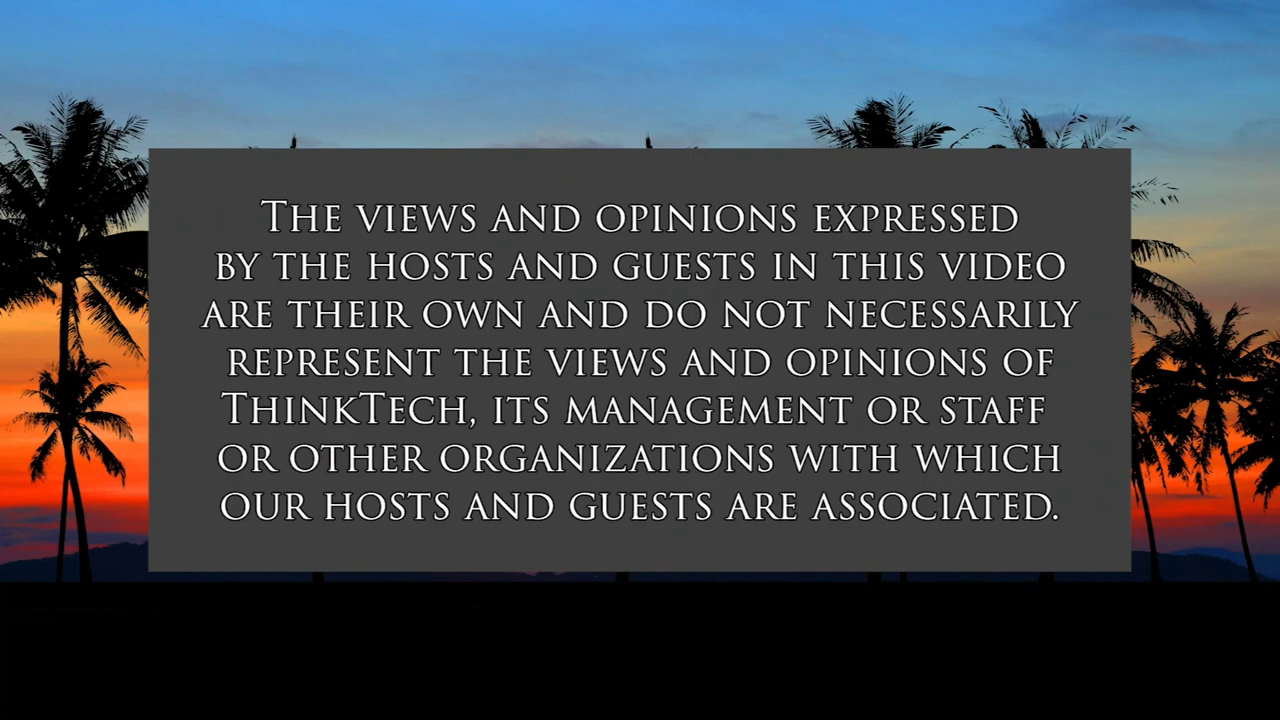 The views and opinions expressed
by the hosts and guests in this video
are their own and do not necessarily
represent the views and opinions of
ThinkTech, its management or staff
or other organizations with which
our hosts and guests are associated.